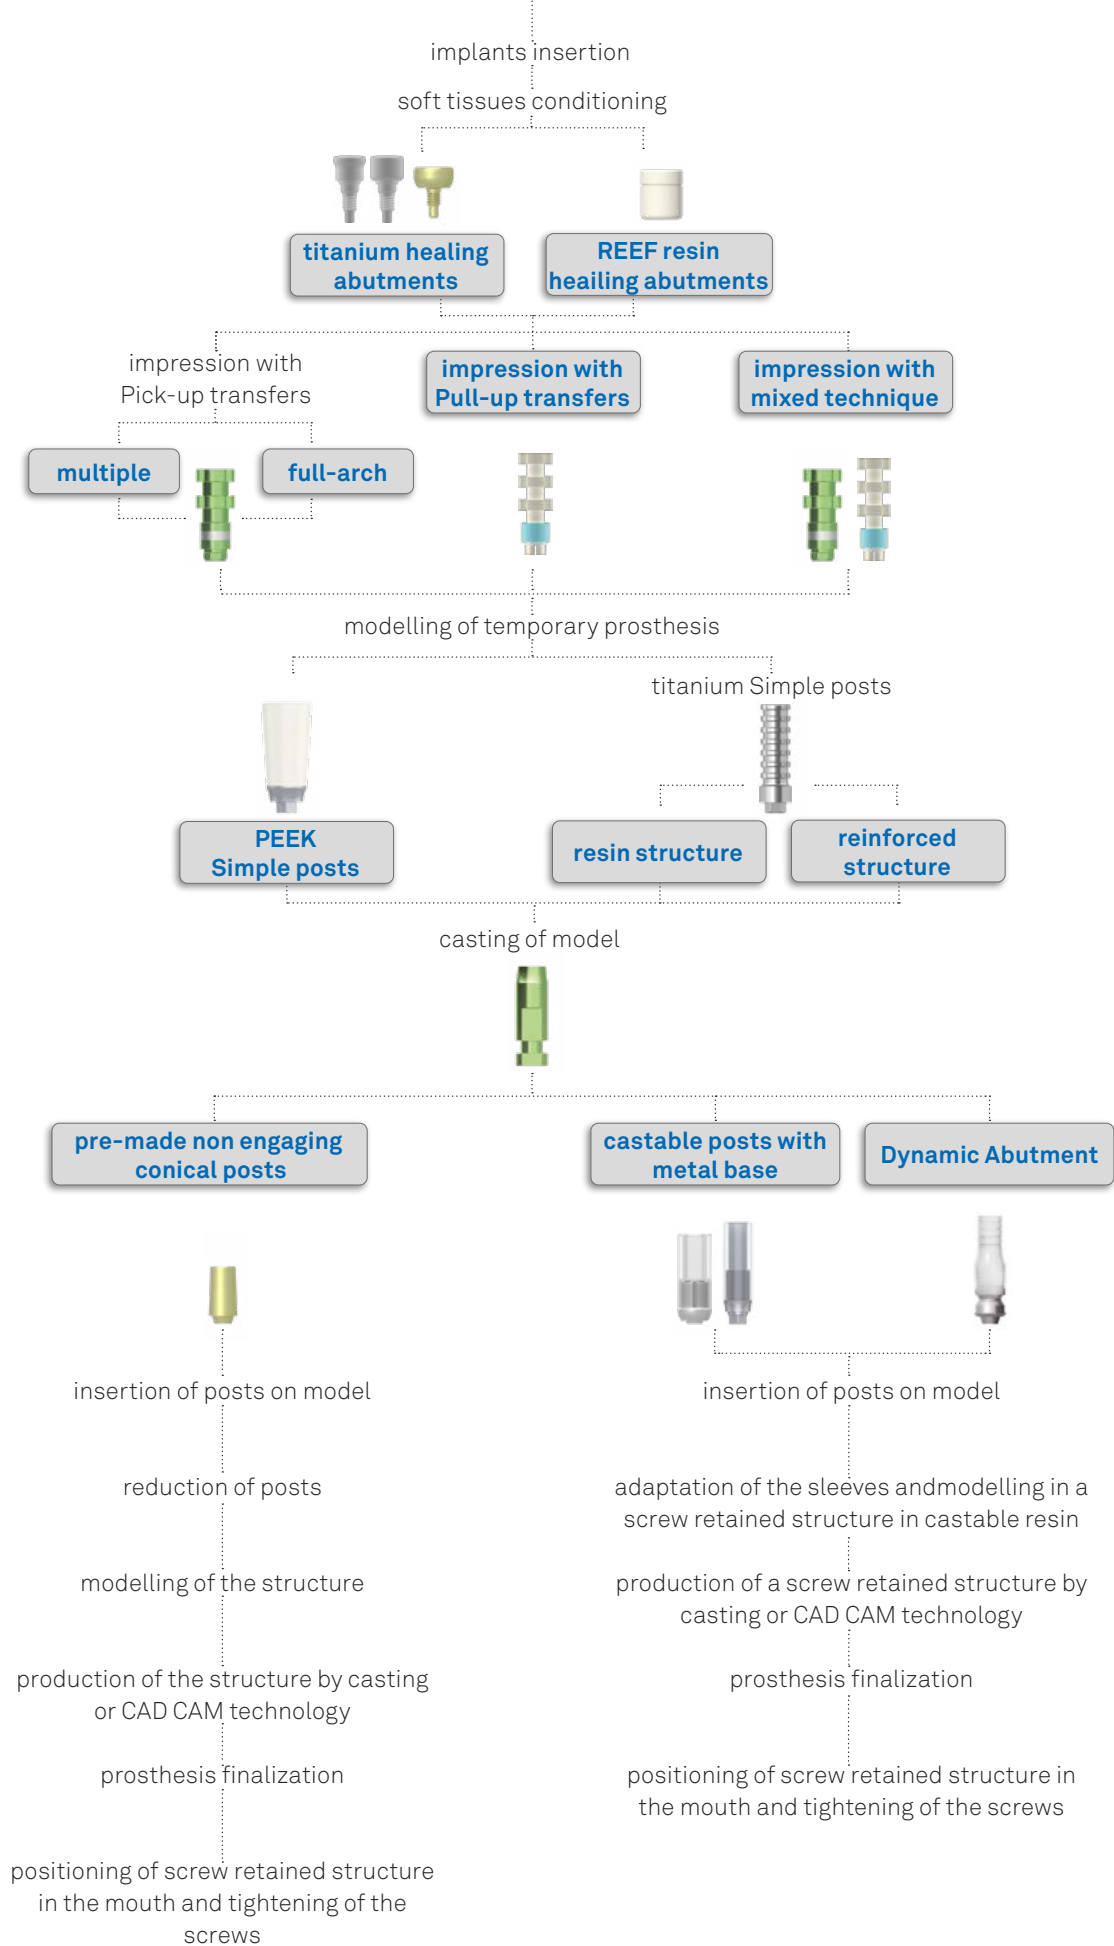 implants insertion
soft tissues conditioning
titanium healing
abutments
REEF resin
heailing abutments
impression with
Pick-up transfers
impression with
Pull-up transfers
impression with
mixed technique
multiple
full-arch
modelling of temporary prosthesis
titanium Simple posts
PEEK
Simple posts
resin structure
reinforced
structure
casting of model
pre-made non engaging
conical posts
castable posts with
metal base
Dynamic Abutment
insertion of posts on model
reduction of posts
modelling of the structure
production of the structure by casting
or CAD CAM technology
prosthesis finalization
positioning of screw retained structure
in the mouth and tightening of the
screws
insertion of posts on model
adaptation of the sleeves andmodelling in a
screw retained structure in castable resin
production of a screw retained structure by
casting or CAD CAM technology
prosthesis finalization
positioning of screw retained structure in
the mouth and tightening of the screws